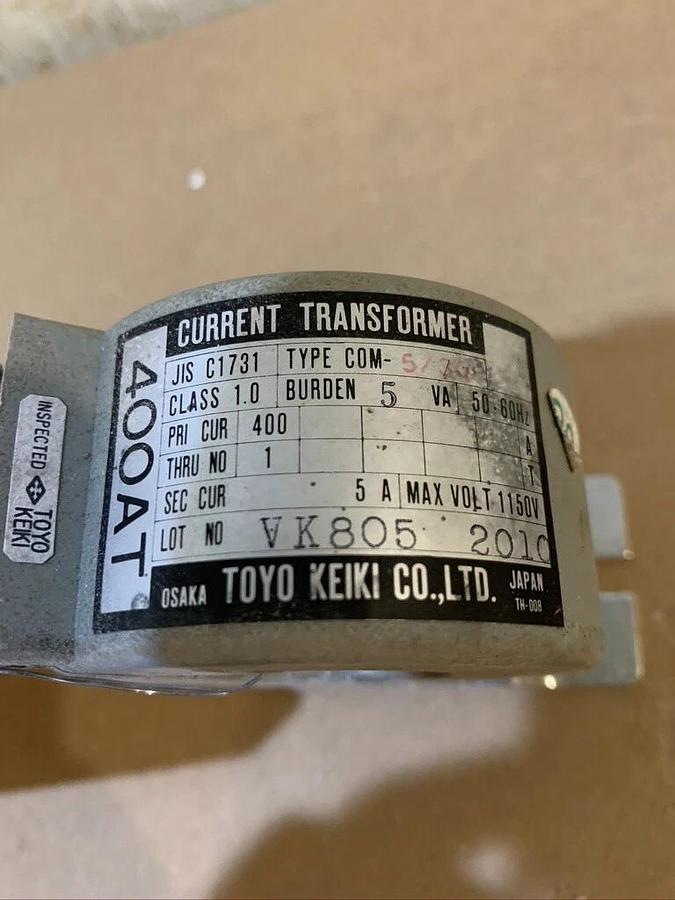 CURRENT TRANSFORMER
JIS C1731 TYPE COM-
CLASS 1.0 BURDEN 5 VA 50-60HZ
PRI CUR 400 A
THRU NO 1 T
SEC CUR 5 A MAX VOLT 1150V
LOT NO VK805 2010
OSAKA TOYO KEIKI CO.,LTD. JAPAN
TH-008
400AT
INSPECTED TOYO
KEIKI